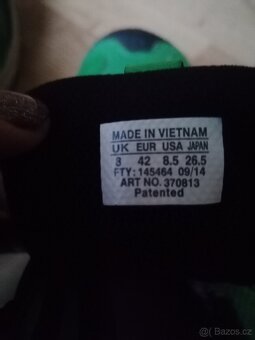 MADE IN VIETNAM
UK EUR USA JAPAN
8 42 8.5 26.5
FTY: 145464 09/14
ART NO. 370813
Patented
Bazoš.cz